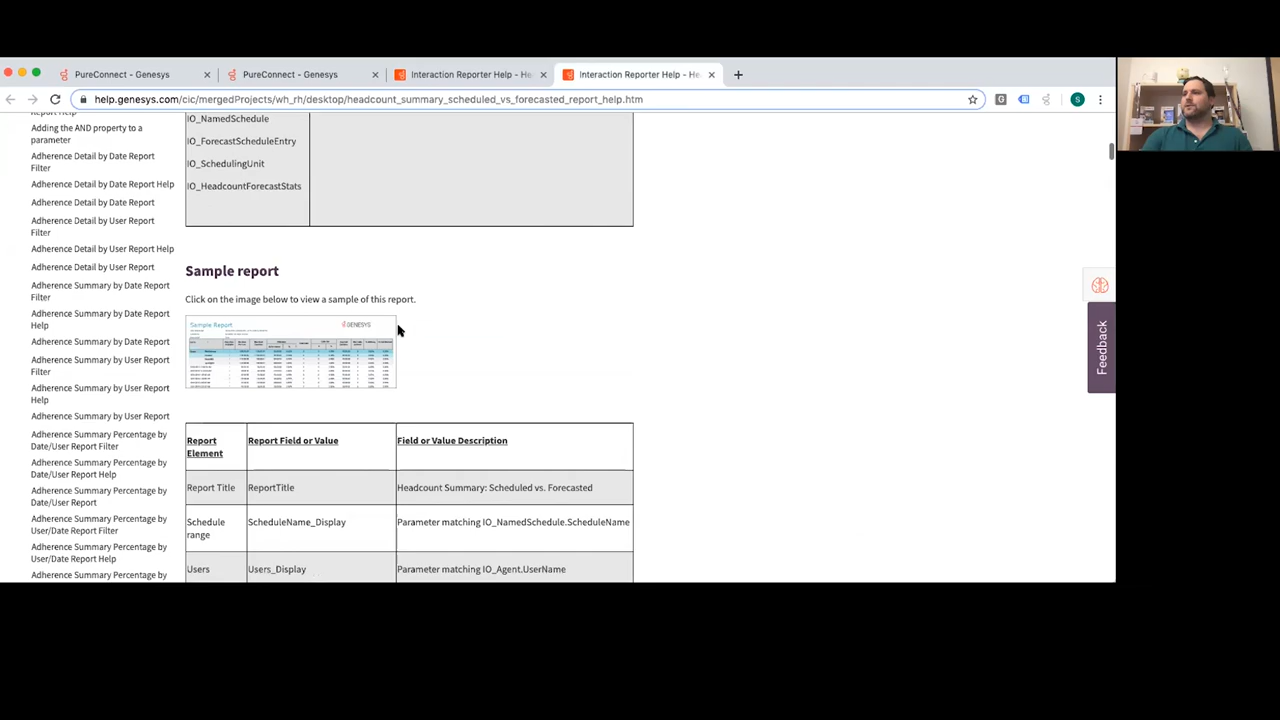 PureConnect - Genesys
PureConnect - Genesys
Interaction Reporter Help - He
Interaction Reporter Help - He
help.genesys.com/cic/mergedProjects/wh_rh/desktop/headcount_summary_scheduled_vs_forecasted_report_help.htm
Report Help
Adding the AND property to a
parameter
Adherence Detail by Date Report
Filter
Adherence Detail by Date Report Help
Adherence Detail by Date Report
Adherence Detail by User Report
Filter
Adherence Detail by User Report Help
Adherence Detail by User Report
Adherence Summary by Date Report
Filter
Adherence Summary by Date Report
Help
Adherence Summary by Date Report
Adherence Summary by User Report
Filter
Adherence Summary by User Report
Help
Adherence Summary by User Report
Adherence Summary Percentage by
Date/User Report Filter
Adherence Summary Percentage by
Date/User Report Help
Adherence Summary Percentage by
Date/User Report
Adherence Summary Percentage by
User/Date Report Filter
Adherence Summary Percentage by
User/Date Report Help
Adherence Summary Percentage by
IO_NamedSchedule
IO_ForecastScheduleEntry
IO_SchedulingUnit
IO_HeadcountForecastStats
Sample report
Click on the image below to view a sample of this report.
Sample Report
GENESYS
Report
Element
Report Field or Value
Field or Value Description
Report Title
ReportTitle
Headcount Summary: Scheduled vs. Forecasted
Schedule
range
ScheduleName_Display
Parameter matching IO_NamedSchedule.ScheduleName
Users
Users_Display
Parameter matching IO_Agent.UserName
Feedback
S